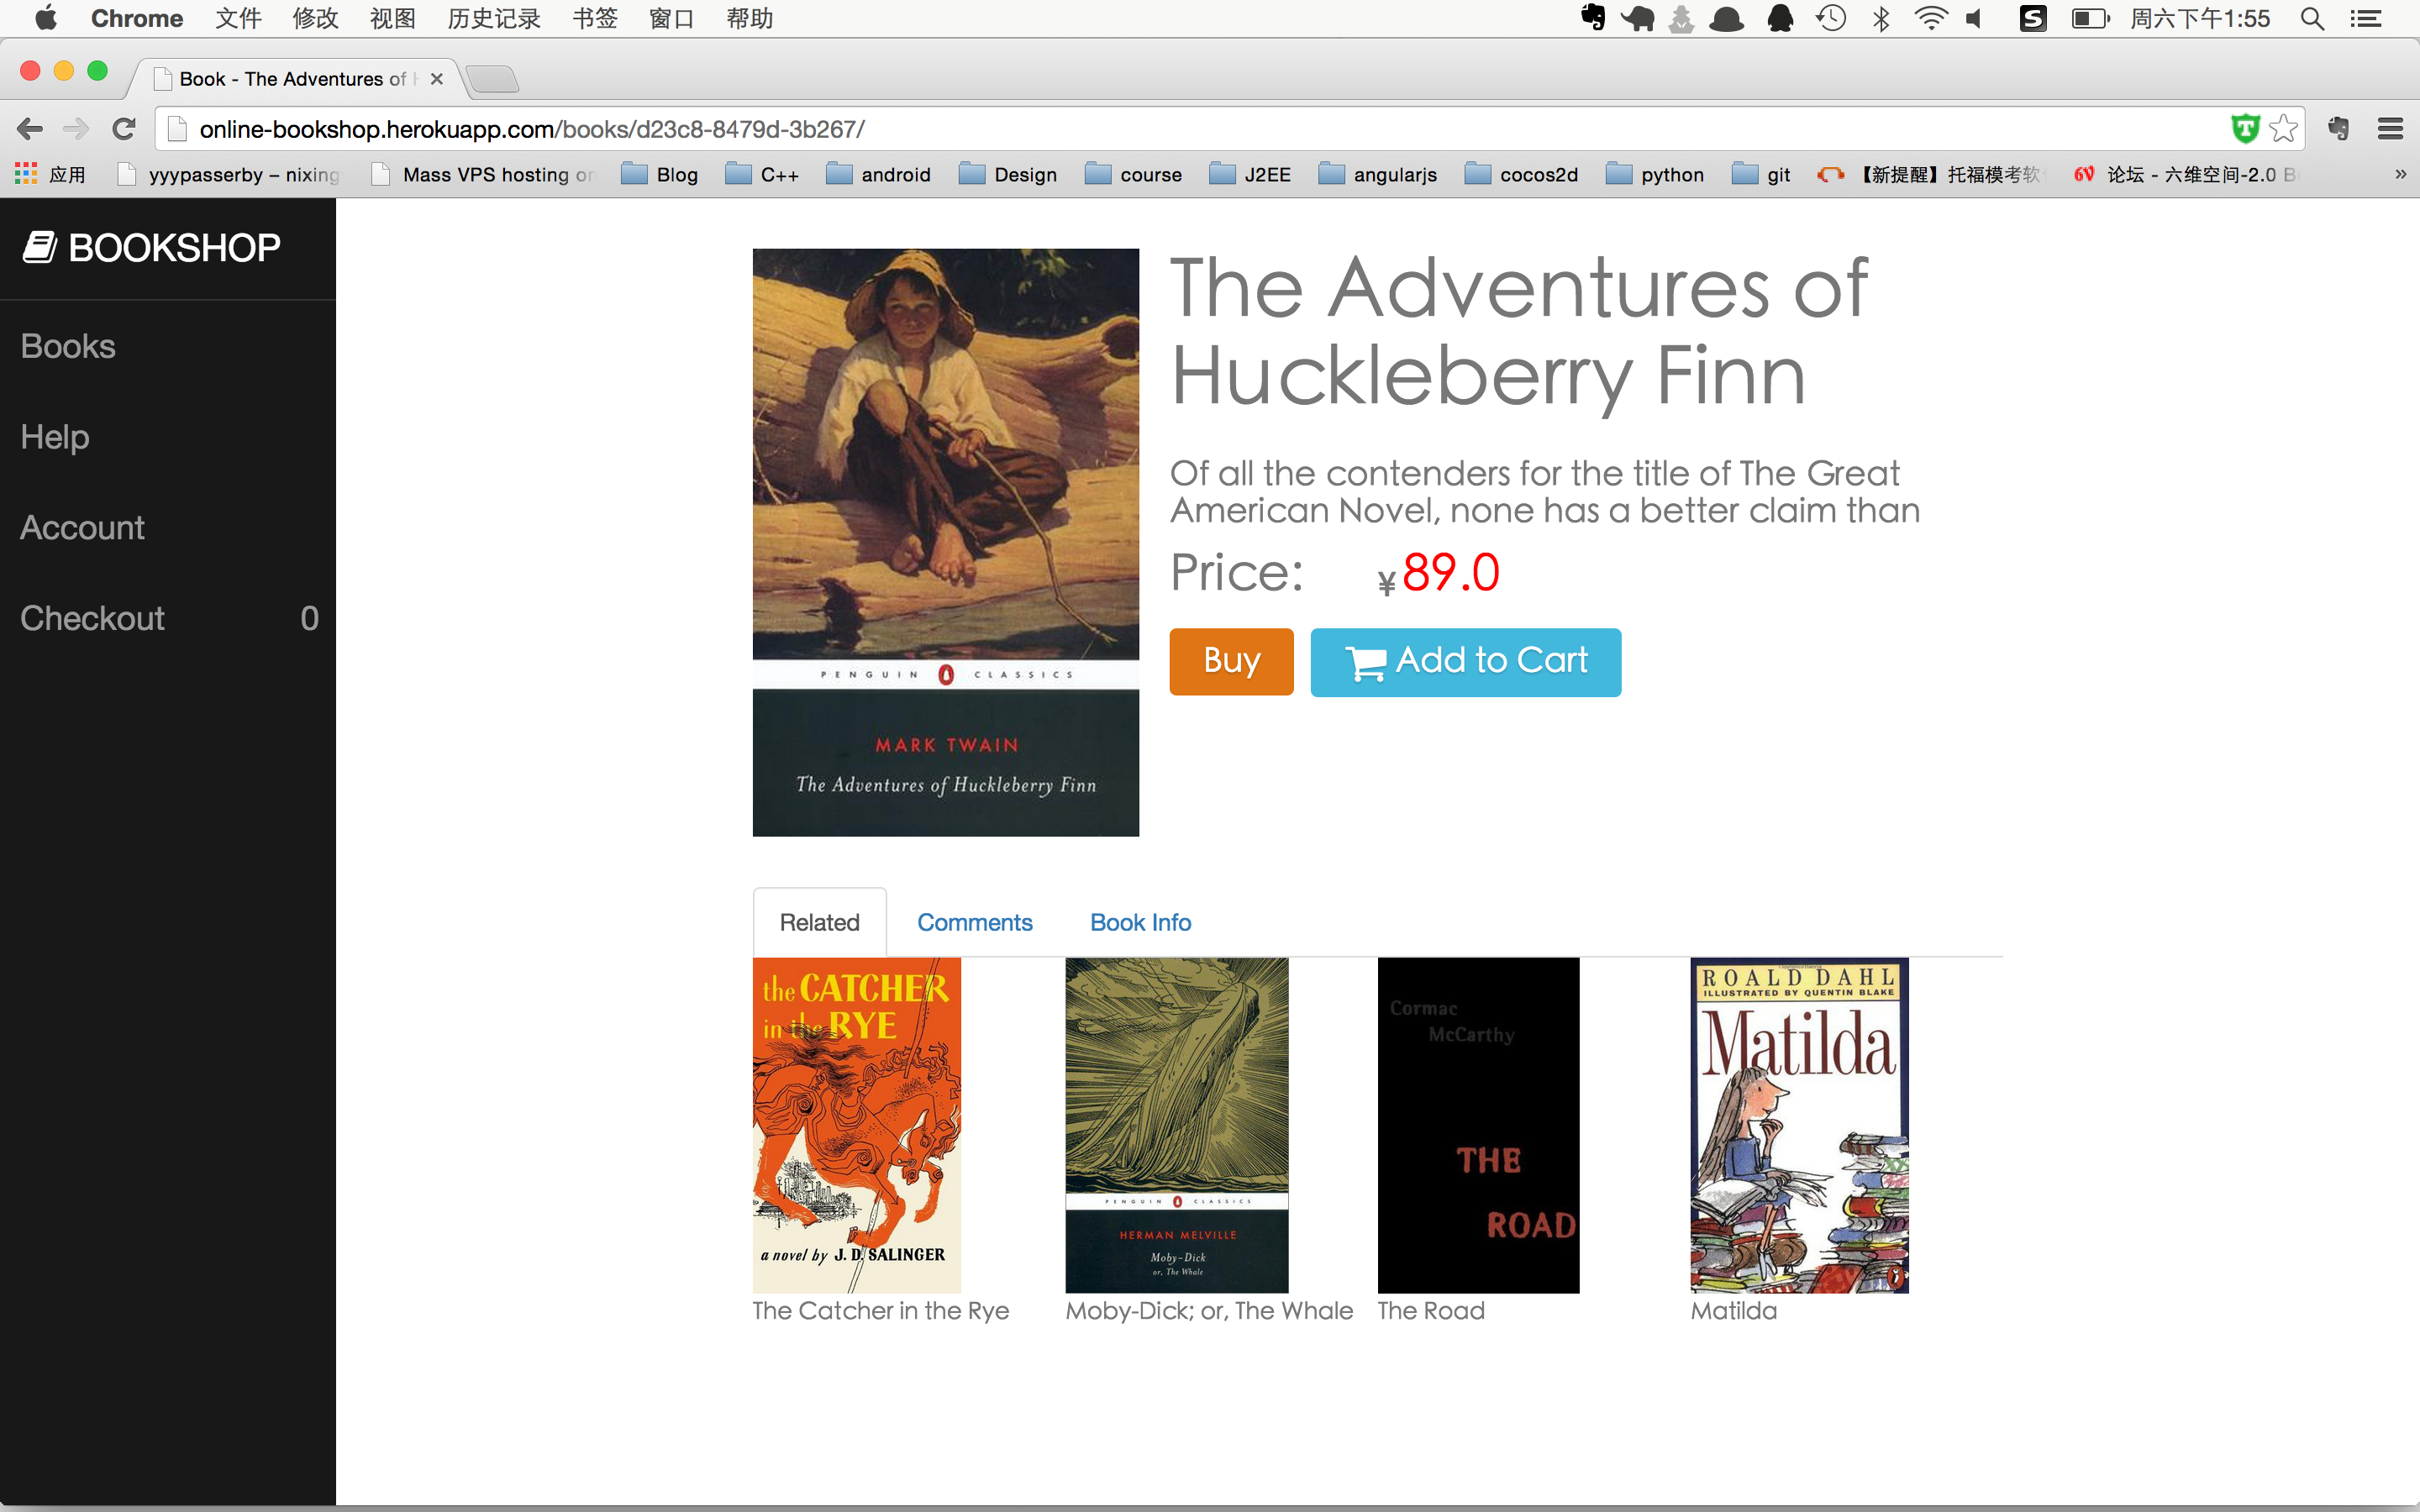 Chrome 文件 修改 视图 历史记录 书签 窗口 帮助 周六下午1:55
Book - The Adventures of
online-bookshop.herokuapp.com/books/d23c8-8479d-3b267/
应用 yyypasserby – nixing Mass VPS hosting on Blog C++ android Design course J2EE angularjs cocos2d python git 【新提醒】托福模考软 论坛 - 六维空间-2.0 B »
BOOKSHOP
Books
Help
Account
Checkout 0
PENGUIN CLASSICS
MARK TWAIN
The Adventures of Huckleberry Finn
The Adventures of
Huckleberry Finn
Of all the contenders for the title of The Great
American Novel, none has a better claim than
Price: ¥89.0
Buy Add to Cart
Related Comments Book Info
the CATCHER
in the RYE
a novel by J. D. SALINGER
The Catcher in the Rye
PENGUIN CLASSICS
HERMAN MELVILLE
Moby-Dick
or, The Whale
Moby-Dick; or, The Whale
Cormac
McCarthy
THE
ROAD
The Road
ROALD DAHL
ILLUSTRATED BY QUENTIN BLAKE
Matilda
Matilda